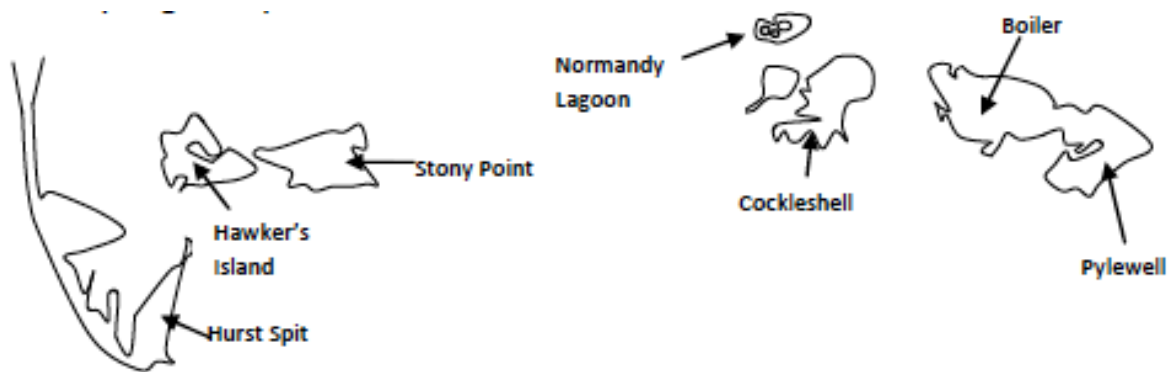 Boiler
Normandy
Lagoon
Stony Point
Cockleshell
Hawker's
Island
Pylewell
Hurst Spit